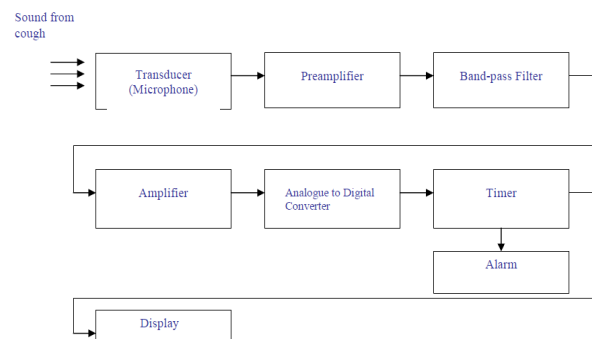 Sound from
cough
Transducer
(Microphone)
Preamplifier
Band-pass Filter
Amplifier
Analogue to Digital
Converter
Timer
Alarm
Display